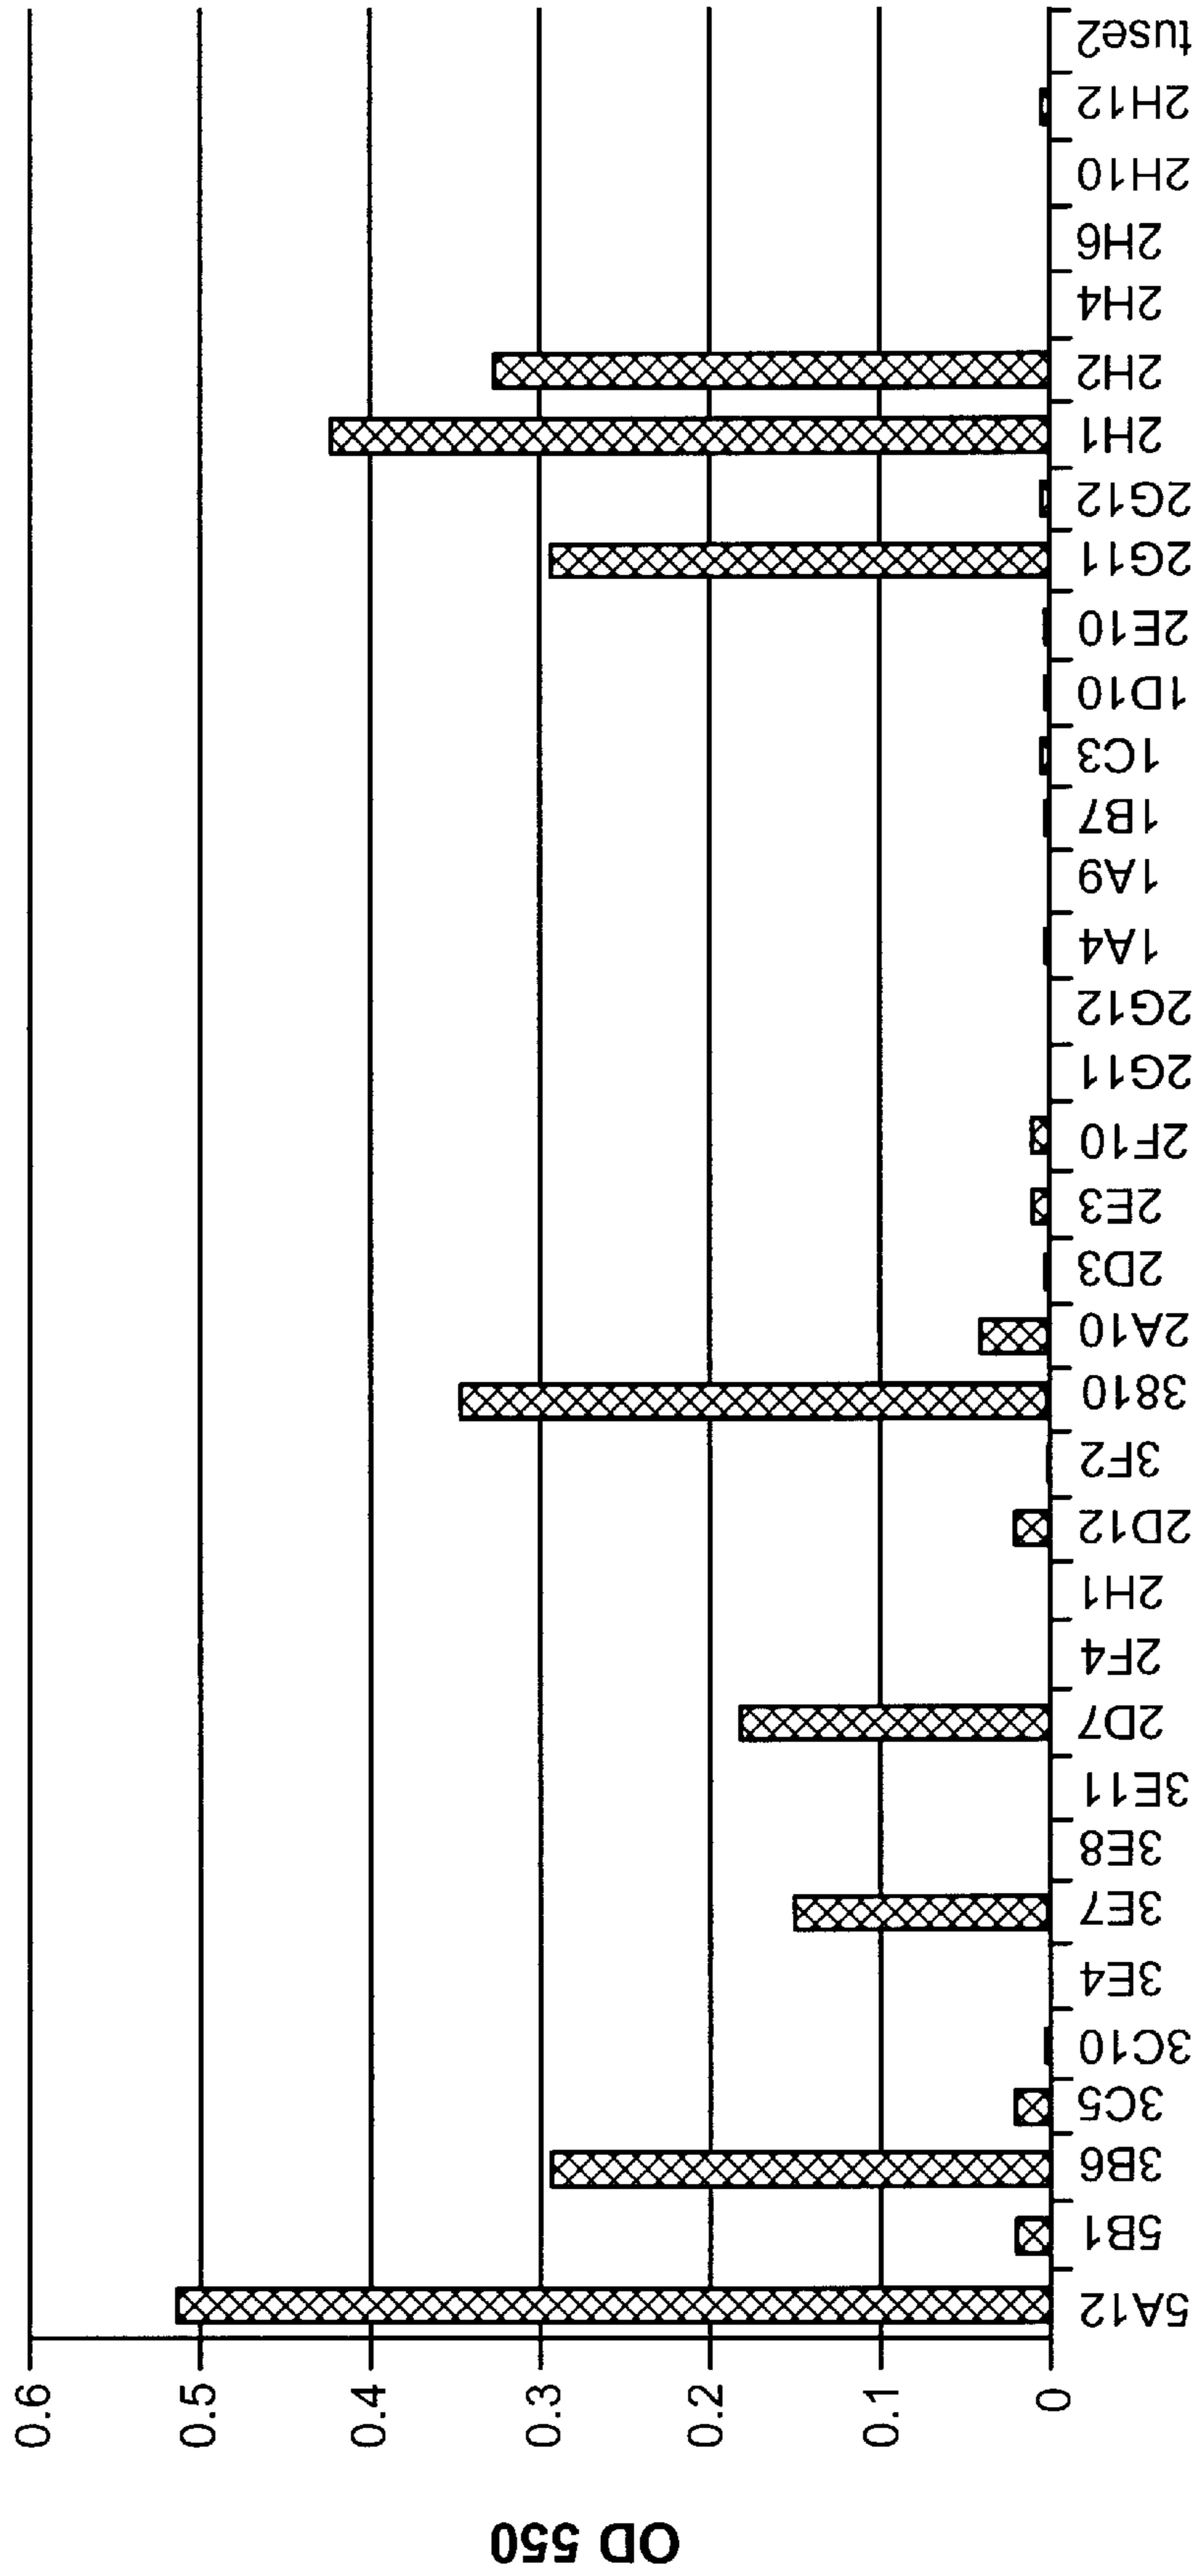 OD 550
0.6
0.5
0.4
0.3
0.2
0.1
0
5A12
5B1
3B6
3C5
3C10
3E4
3E7
3E8
3E11
2D7
2F4
2H1
2D12
3F2
3810
2A10
2D3
2E3
2F10
2G11
2G12
1A4
1A9
1B7
1C3
1D10
2E10
2G11
2G12
2H1
2H2
2H4
2H6
2H10
2H12
tuse2